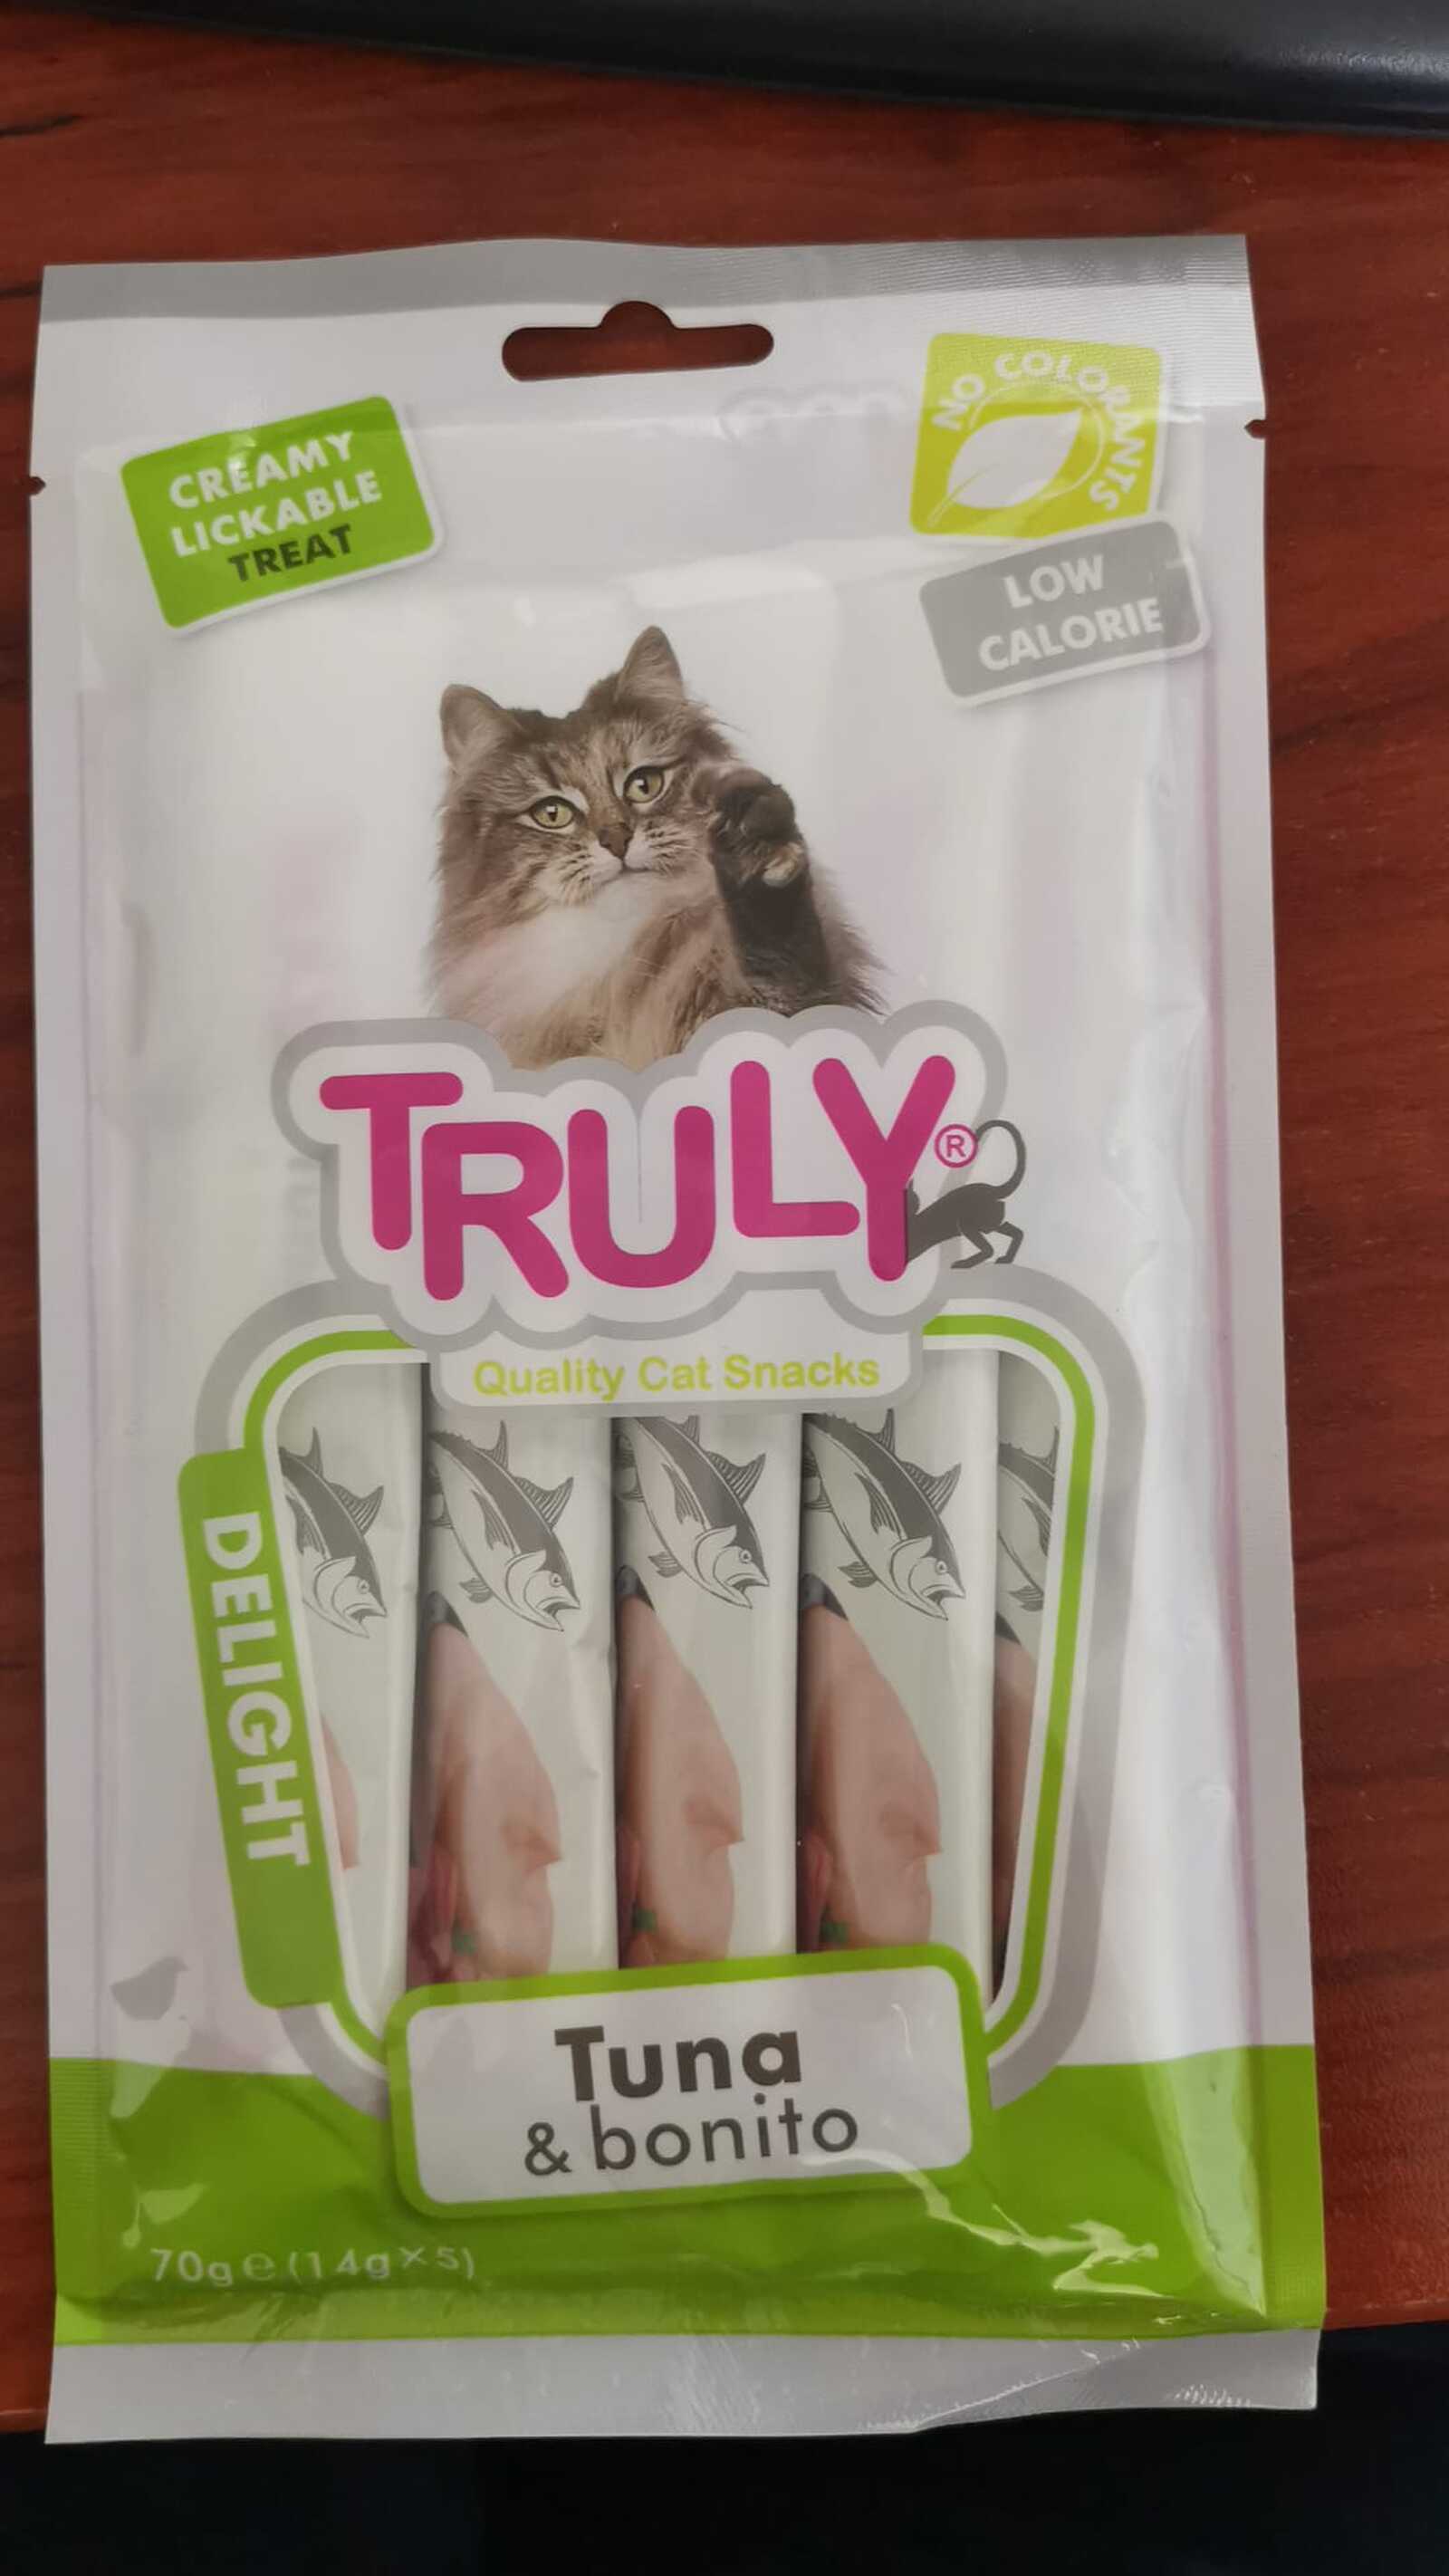 CREAMY
LICKABLE
TREAT
NO COLORANTS
LOW
CALORIE
TRULY®
Quality Cat Snacks
DELIGHT
Tuna
& bonito
70g e (14g×5)